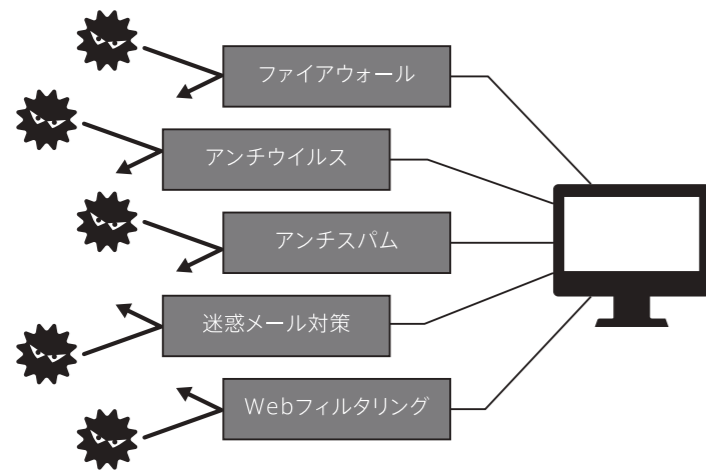 ファイアウォール
アンチウイルス
アンチスパム
迷惑メール対策
Webフィルタリング